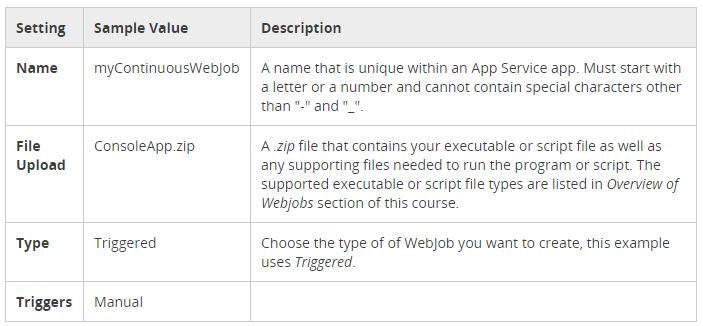 Setting Sample Value Description
Name myContinuousWebJob A name that is unique within an App Service app. Must start with
a letter or a number and cannot contain special characters other
than "-" and "_".
File Upload ConsoleApp.zip A .zip file that contains your executable or script file as well as
any supporting files needed to run the program or script. The
supported executable or script file types are listed in Overview of
Webjobs section of this course.
Type Triggered Choose the type of of WebJob you want to create, this example
uses Triggered.
Triggers Manual